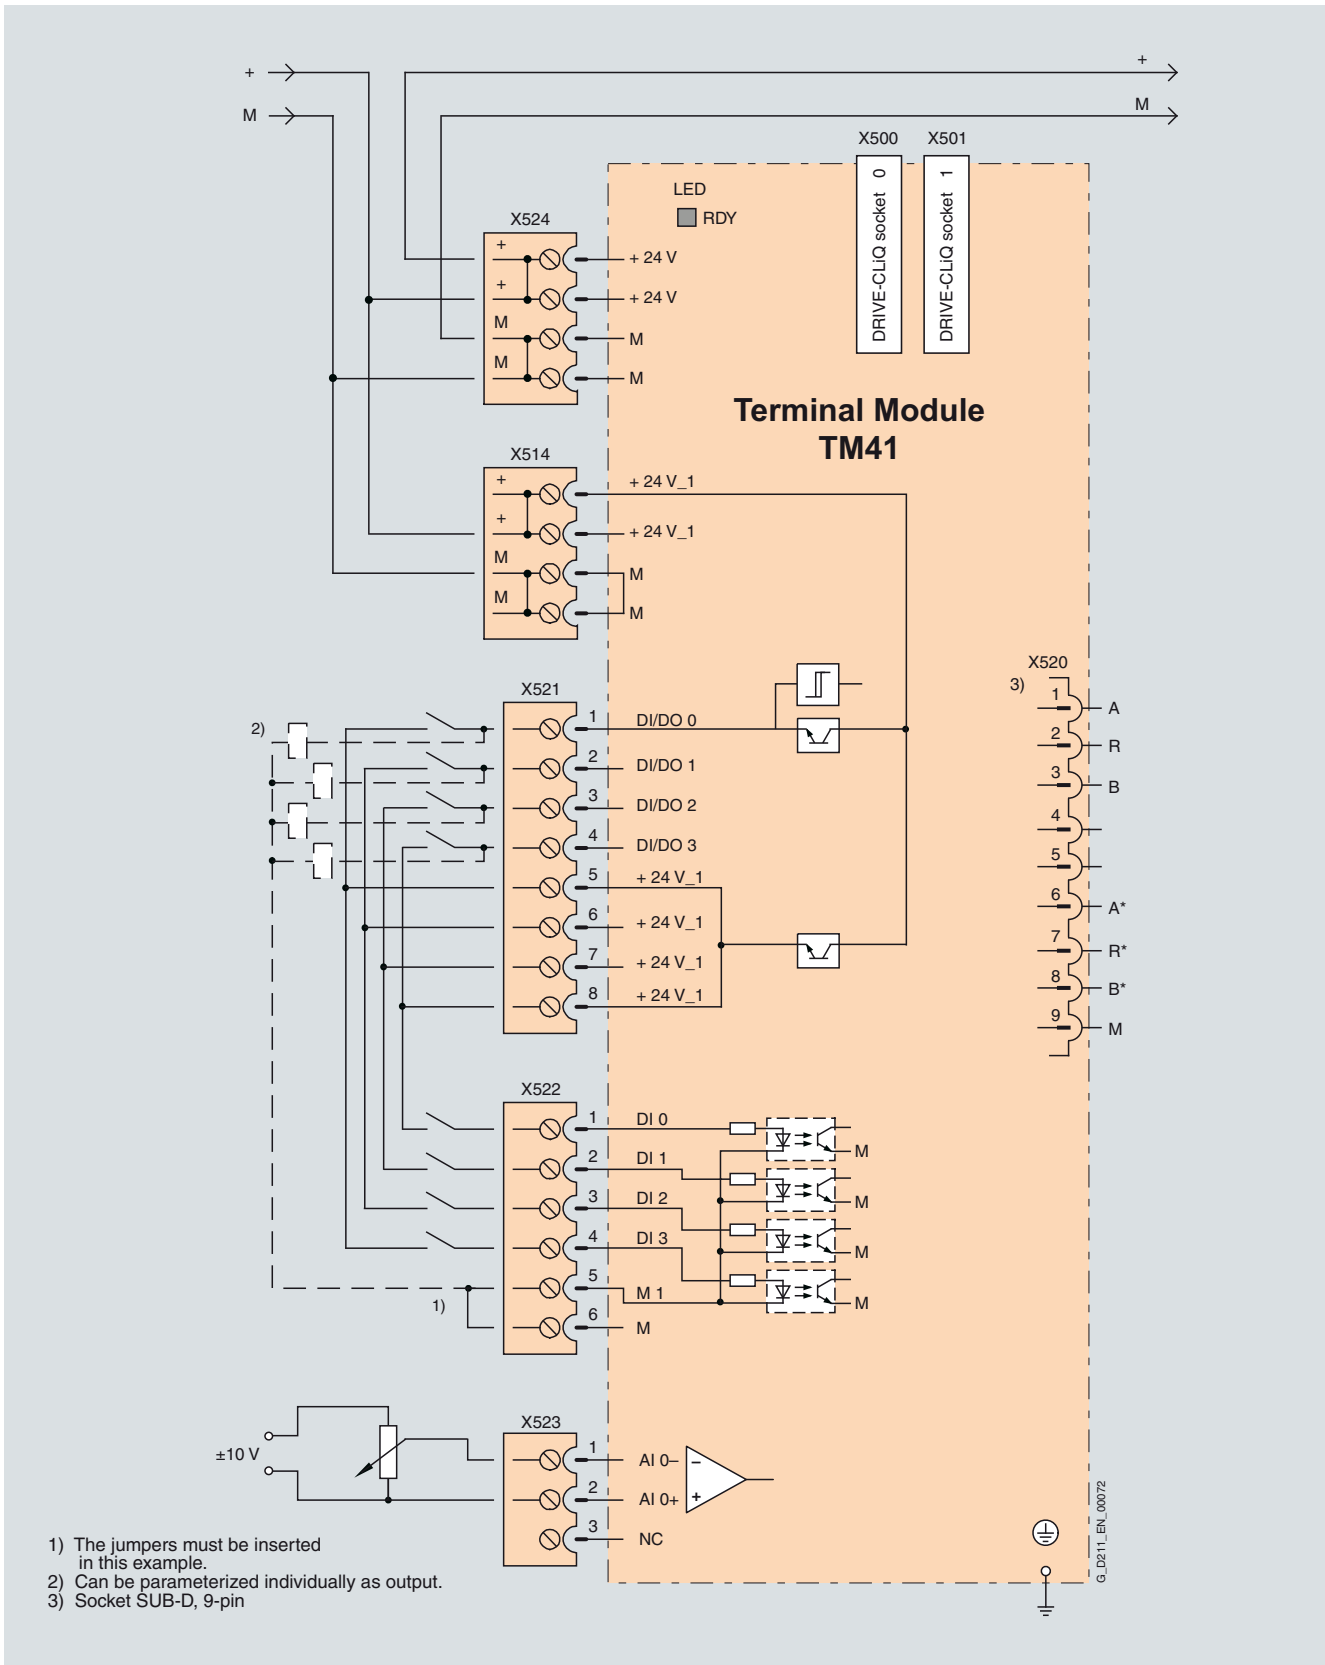 +
+
M
M
X500 X501
DRIVE-CLiQ socket 0
DRIVE-CLiQ socket 1
LED
RDY
X524
+ + 24 V
+ + 24 V
M M
M M
Terminal Module
TM41
X514
+ + 24 V_1
+ + 24 V_1
M M
M M
X520
3)
1 A
2 R
3 B
4
5
6 A*
7 R*
8 B*
9 M
X521
2)
1 DI/DO 0
2 DI/DO 1
3 DI/DO 2
4 DI/DO 3
5 + 24 V_1
6 + 24 V_1
7 + 24 V_1
8 + 24 V_1
X522
1 DI 0
M
2 DI 1
M
3 DI 2
M
4 DI 3
M
5 M 1
1)
6 M
X523
±10 V
1 AI 0– –
2 AI 0+ +
3 NC
G_D211_EN_00072
1) The jumpers must be inserted
in this example.
2) Can be parameterized individually as output.
3) Socket SUB-D, 9-pin